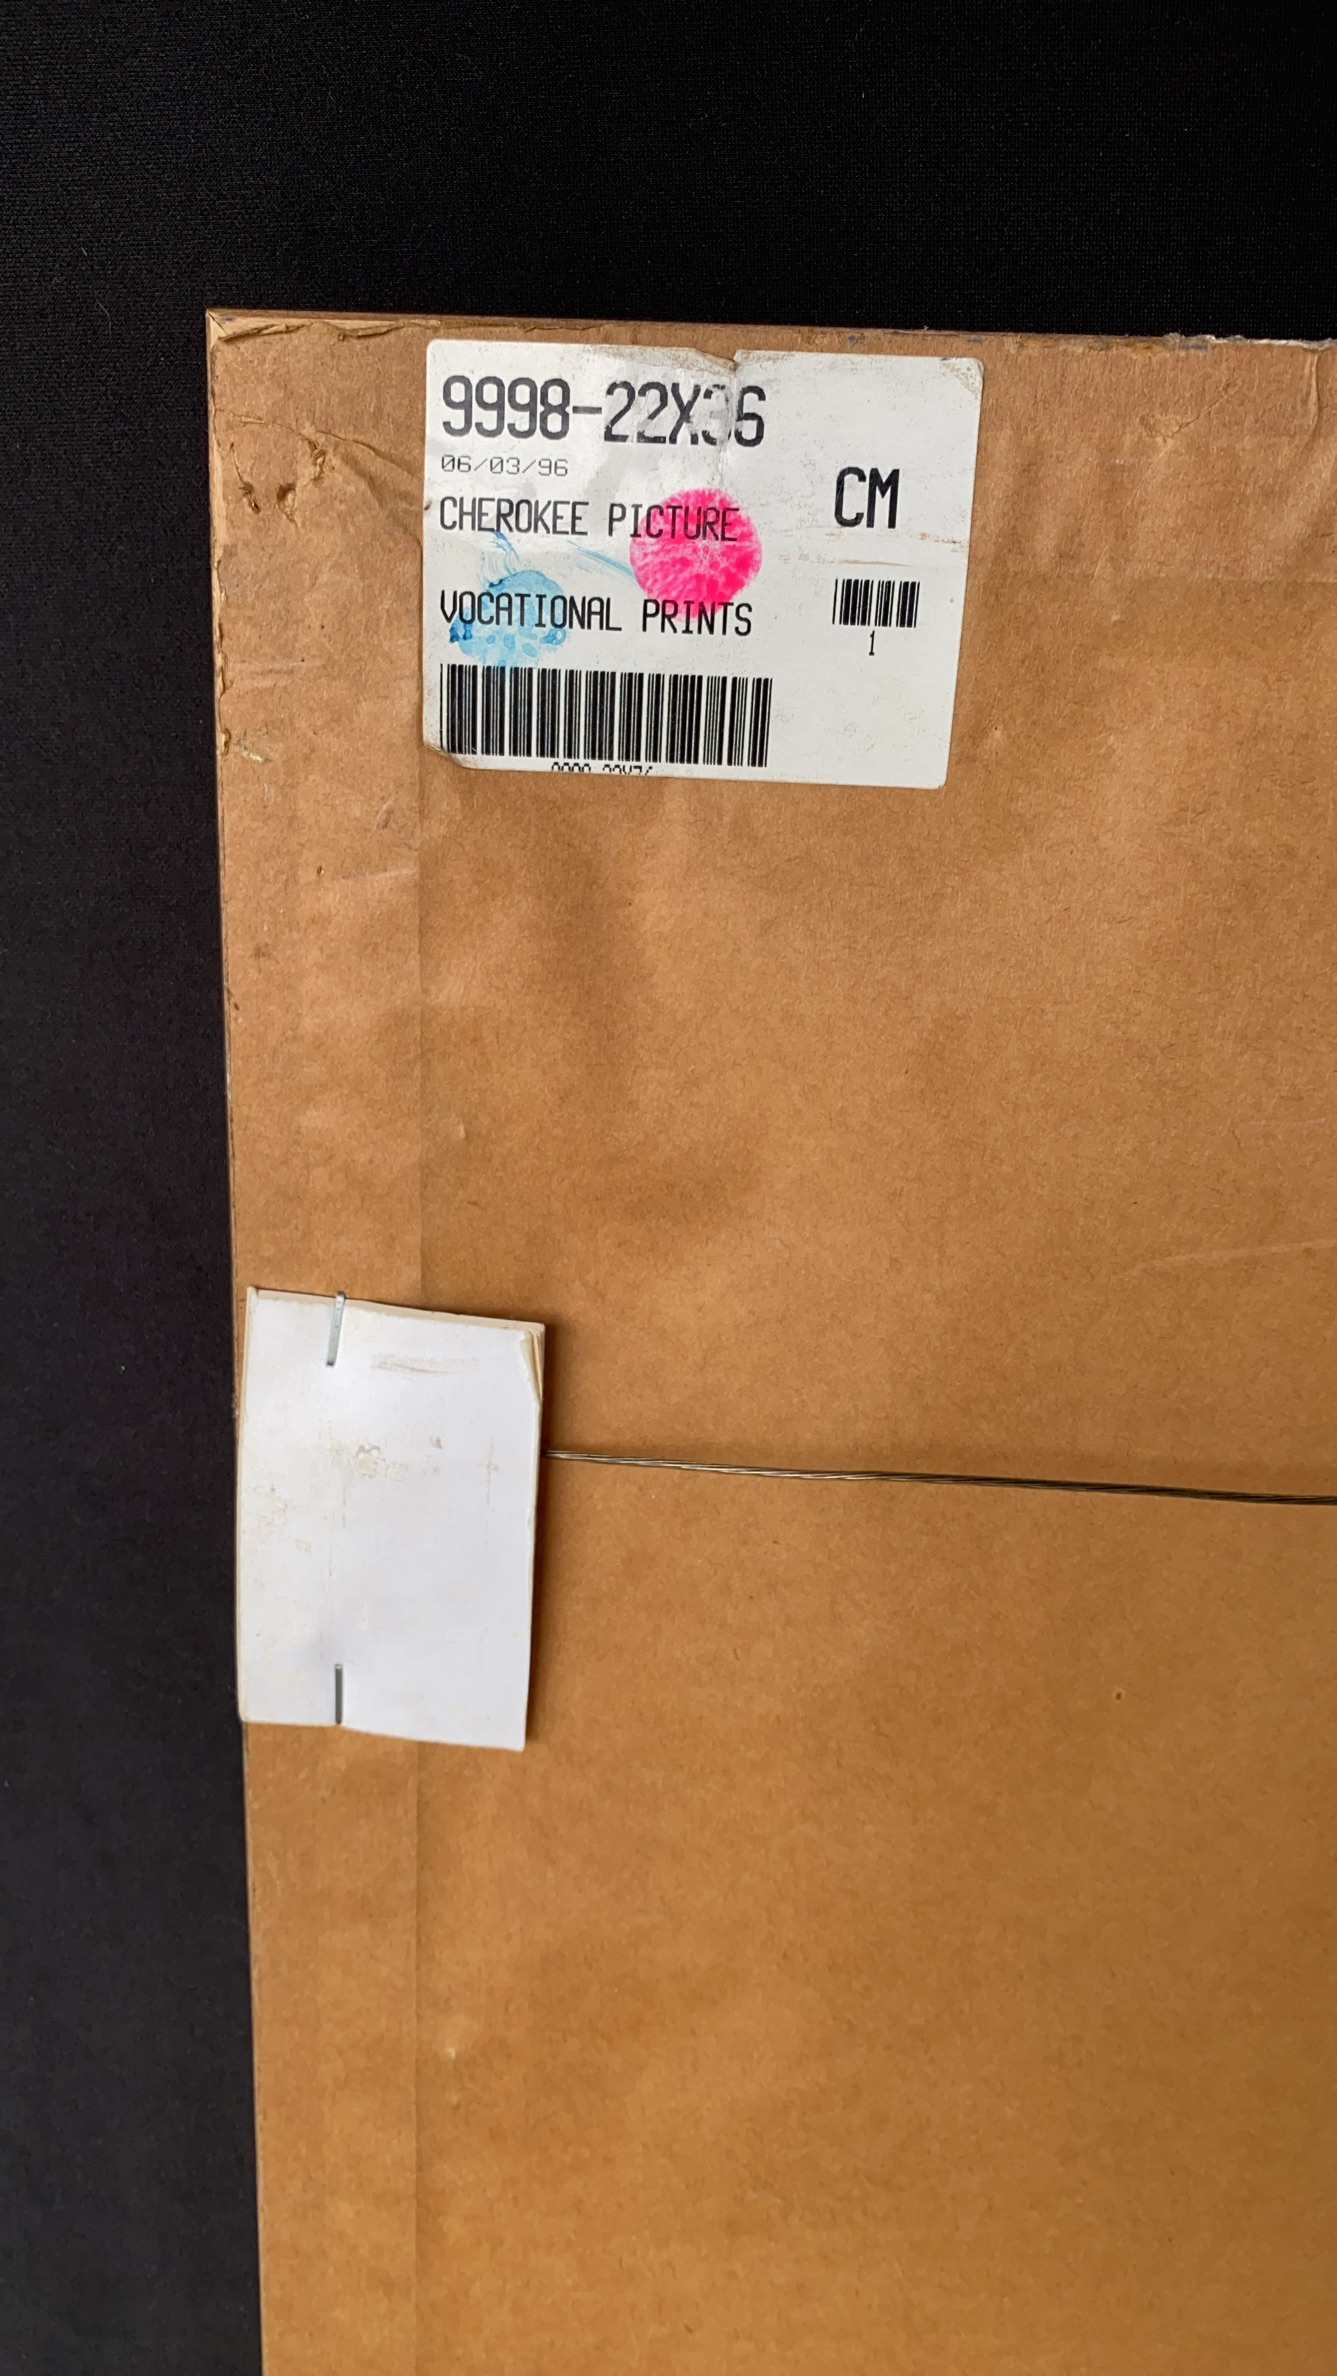 9998-22X36
06/03/96
CHEROKEE PICTURE
CM
VOCATIONAL PRINTS
1